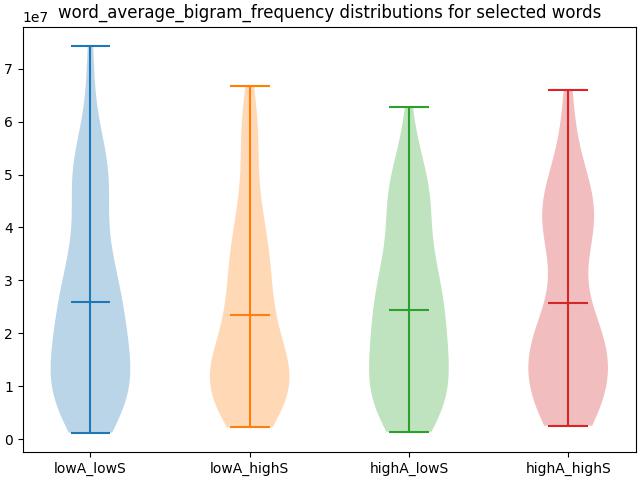 word_average_bigram_frequency distributions for selected words
1e7
7
6
5
4
3
2
1
0
lowA_lowS lowA_highS highA_lowS highA_highS